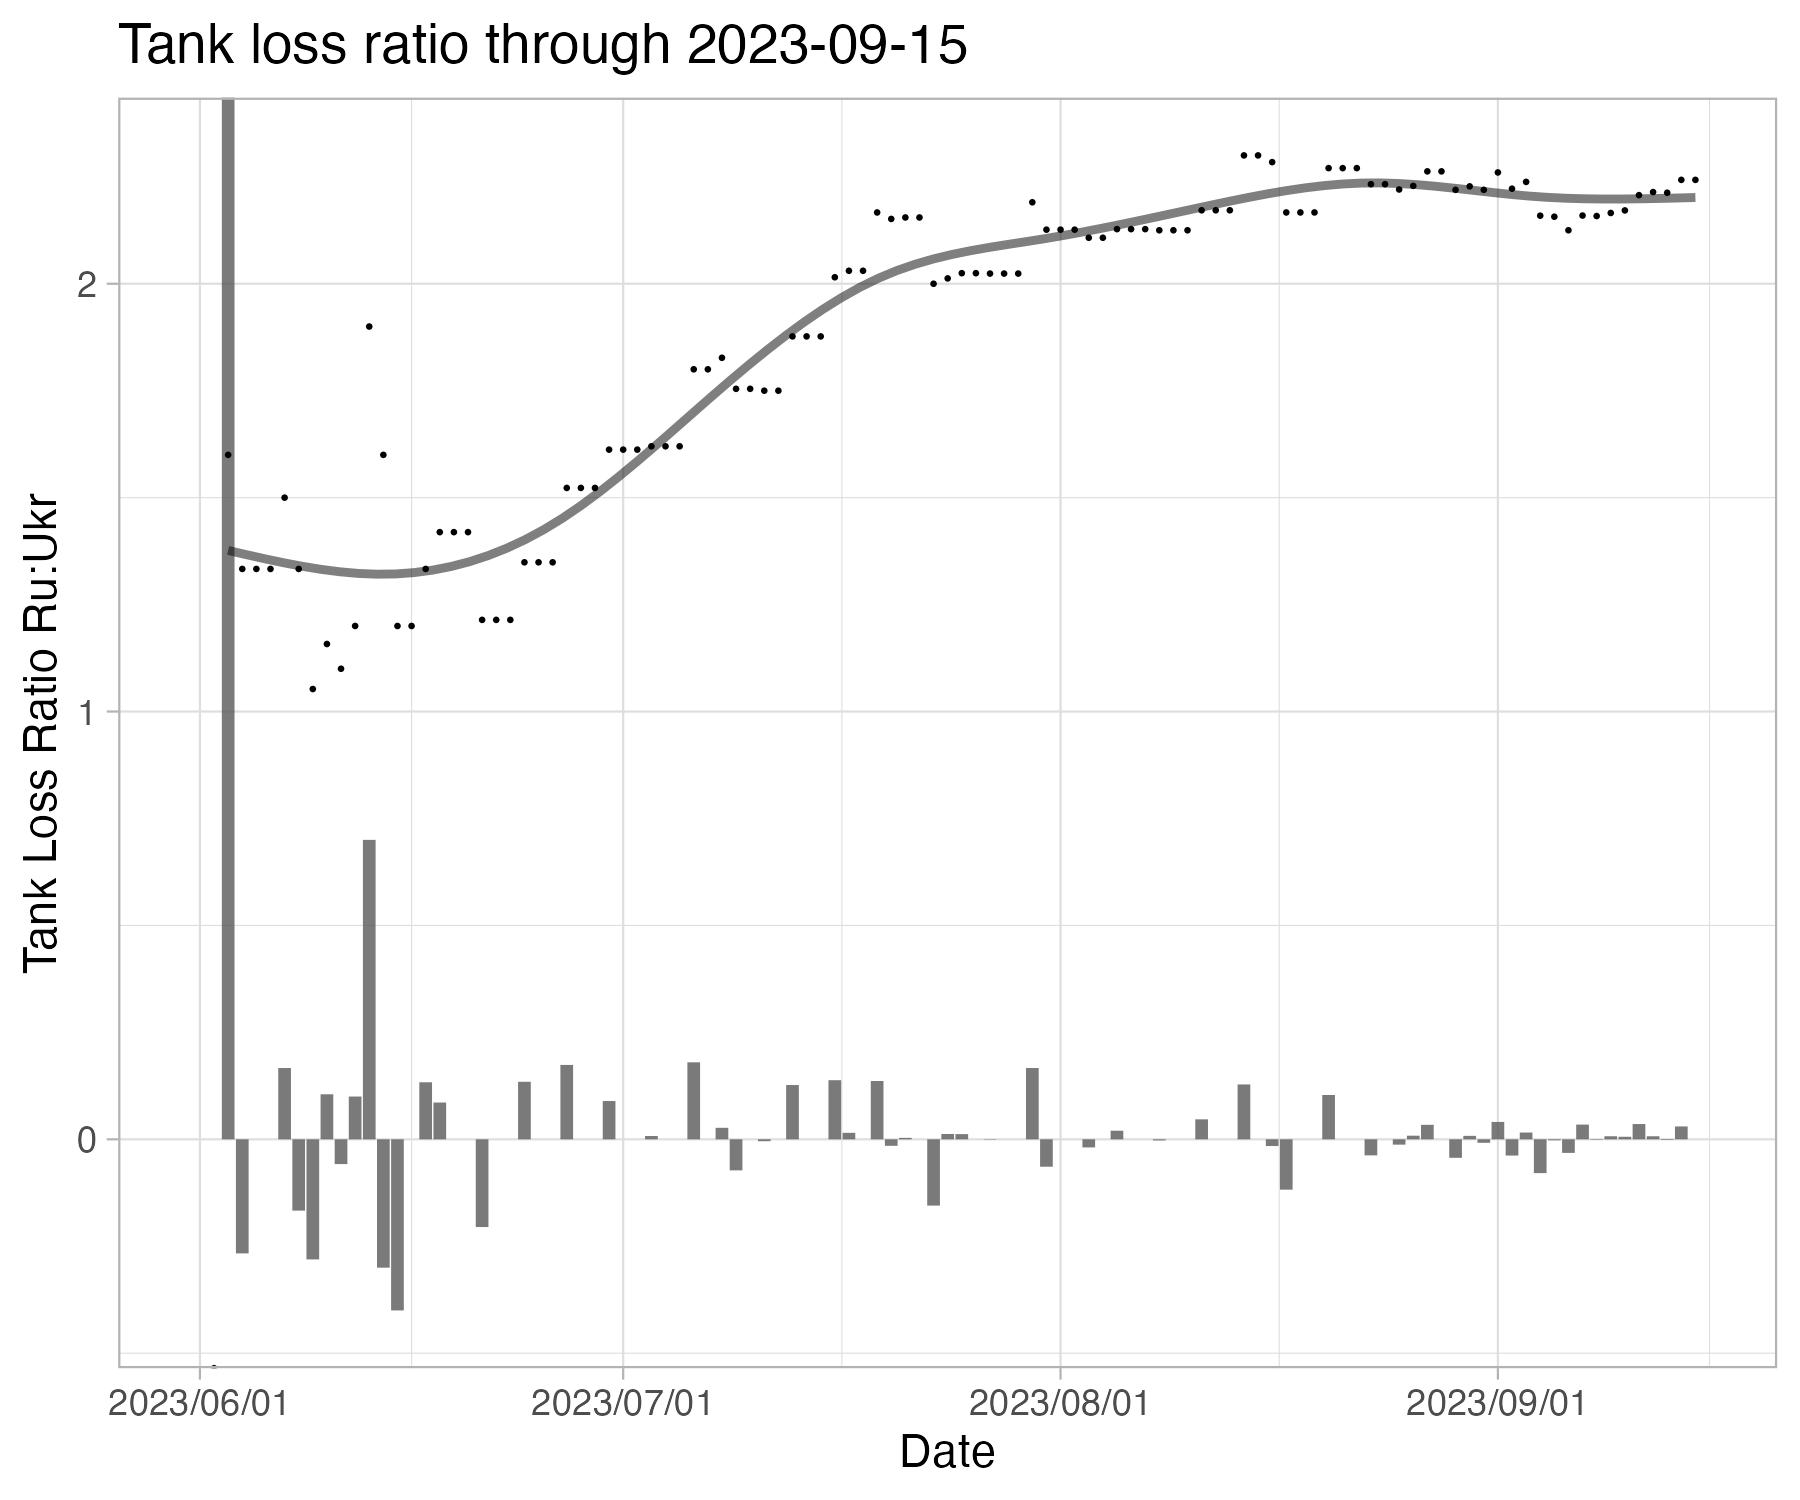 Tank loss ratio through 2023-09-15
Tank Loss Ratio Ru:Ukr
2
1
0
2023/06/01
2023/07/01
2023/08/01
2023/09/01
Date